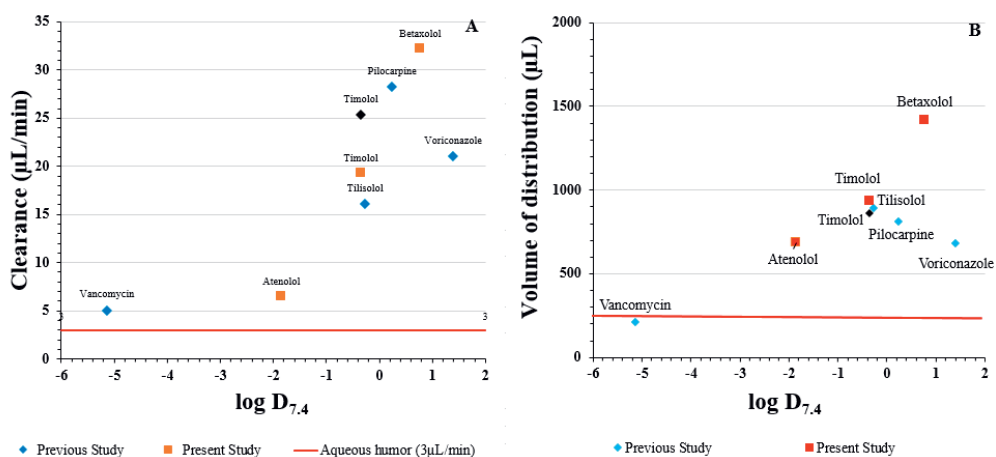 A
Clearance (µL/min)
35
30
25
20
15
10
5
0
3
3
Betaxolol
Pilocarpine
Timolol
Voriconazole
Timolol
Tilisolol
Atenolol
Vancomycin
-6 -5 -4 -3 -2 -1 0 1 2
log D7.4
Previous Study
Present Study
Aqueous humor (3µL/min)
B
Volume of distribution (µL)
2000
1500
1000
500
0
Betaxolol
Timolol
Tilisolol
Timolol
Pilocarpine
Atenolol
Voriconazole
Vancomycin
-6 -5 -4 -3 -2 -1 0 1 2
log D7.4
Previous Study
Present Study